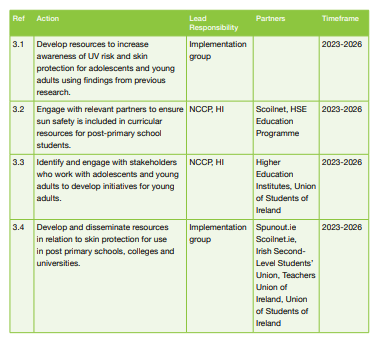 Ref Action Lead Responsibility Partners Timeframe
3.1 Develop resources to increase awareness of UV risk and skin protection for adolescents and young adults using findings from previous research. Implementation group 2023-2026
3.2 Engage with relevant partners to ensure sun safety is included in curricular resources for post-primary school students. NCCP, HI Scoilnet, HSE Education Programme 2023-2026
3.3 Identify and engage with stakeholders who work with adolescents and young adults to develop initiatives for young adults. NCCP, HI Higher Education Institutes, Union of Students of Ireland 2023-2026
3.4 Develop and disseminate resources in relation to skin protection for use in post primary schools, colleges and universities. Implementation group Spunout.ie Scoilnet.ie, Irish Second-Level Students' Union, Teachers Union of Ireland, Union of Students of Ireland 2023-2026